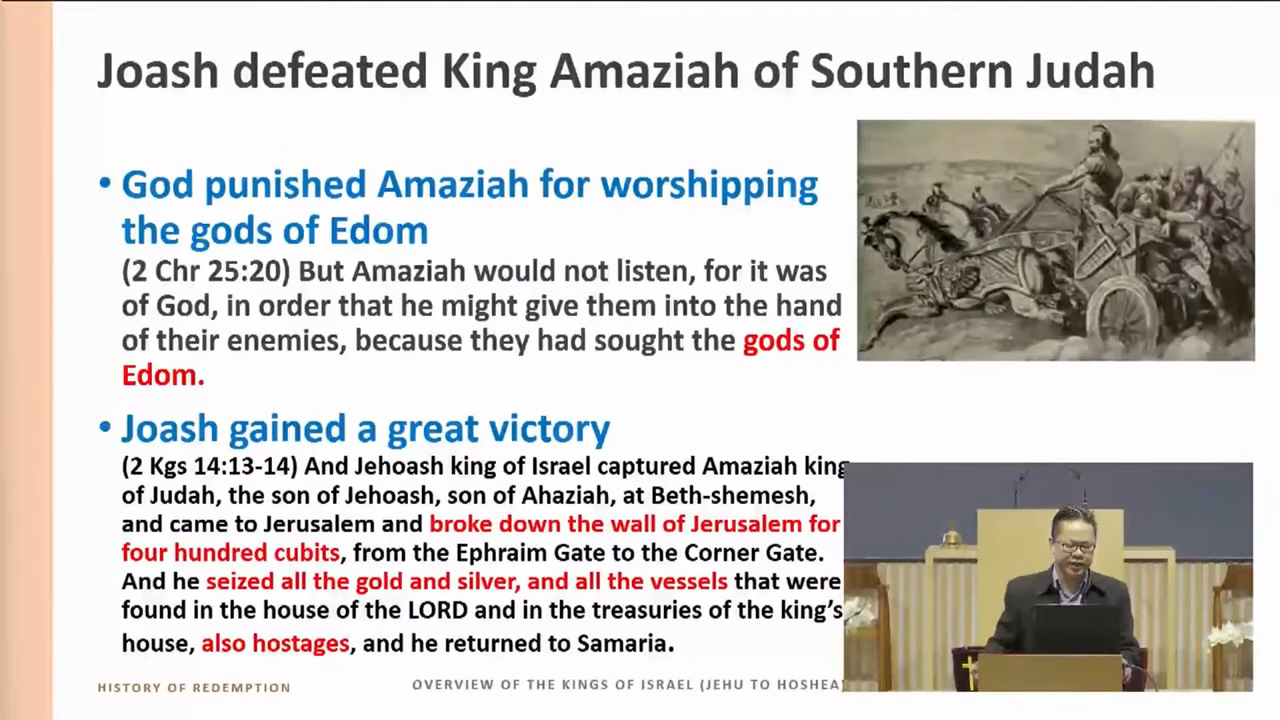 Joash defeated King Amaziah of Southern Judah
• God punished Amaziah for worshipping
the gods of Edom
(2 Chr 25:20) But Amaziah would not listen, for it was
of God, in order that he might give them into the hand
of their enemies, because they had sought the gods of
Edom.
• Joash gained a great victory
(2 Kgs 14:13-14) And Jehoash king of Israel captured Amaziah king
of Judah, the son of Jehoash, son of Ahaziah, at Beth-shemesh,
and came to Jerusalem and broke down the wall of Jerusalem for
four hundred cubits, from the Ephraim Gate to the Corner Gate.
And he seized all the gold and silver, and all the vessels that were
found in the house of the LORD and in the treasuries of the king’s
house, also hostages, and he returned to Samaria.
HISTORY OF REDEMPTION
OVERVIEW OF THE KINGS OF ISRAEL (JEHU TO HOSHEA)